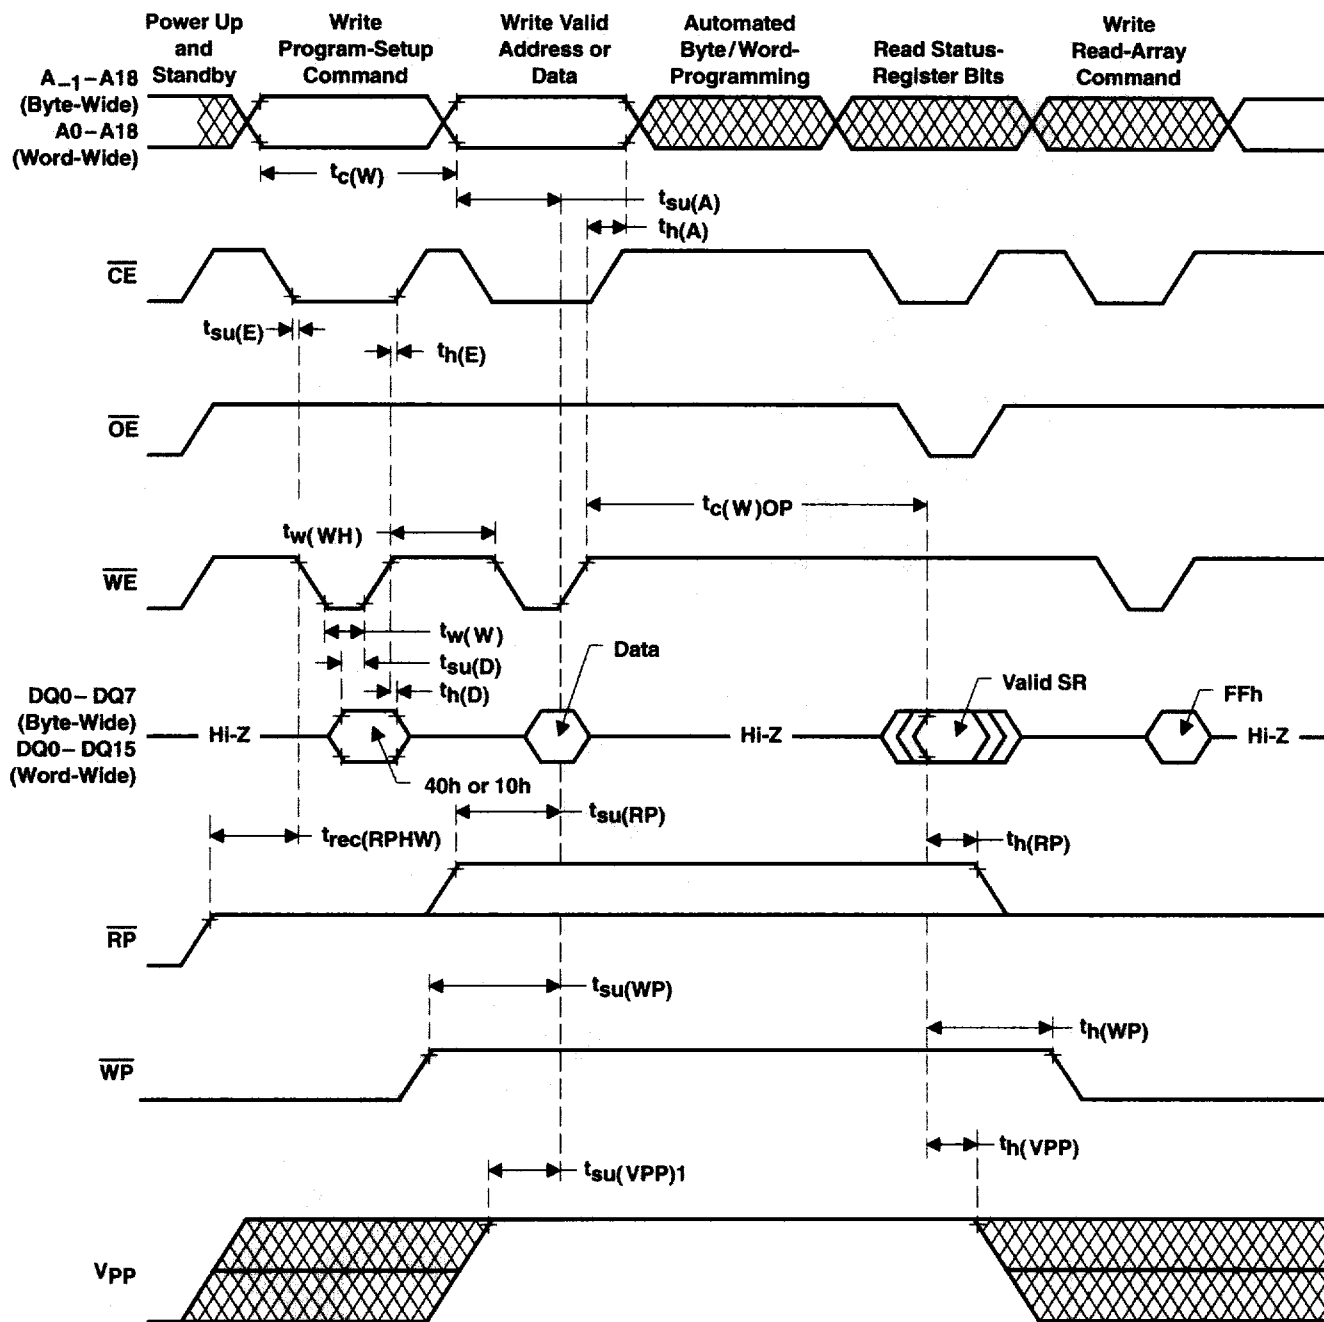 Power Up
and
Standby
Write
Program-Setup
Command
Write Valid
Address or
Data
Automated
Byte/Word-
Programming
Read Status-
Register Bits
Write
Read-Array
Command
A–1–A18
(Byte-Wide)
A0–A18
(Word-Wide)
tc(W)
tsu(A)
th(A)
CE
tsu(E)
th(E)
OE
tc(W)OP
tw(WH)
WE
tw(W)
tsu(D)
th(D)
Data
Valid SR
FFh
DQ0–DQ7
(Byte-Wide)
DQ0–DQ15
(Word-Wide)
Hi-Z
Hi-Z
Hi-Z
40h or 10h
tsu(RP)
trec(RPHW)
th(RP)
RP
tsu(WP)
th(WP)
WP
th(VPP)
tsu(VPP)1
VPP